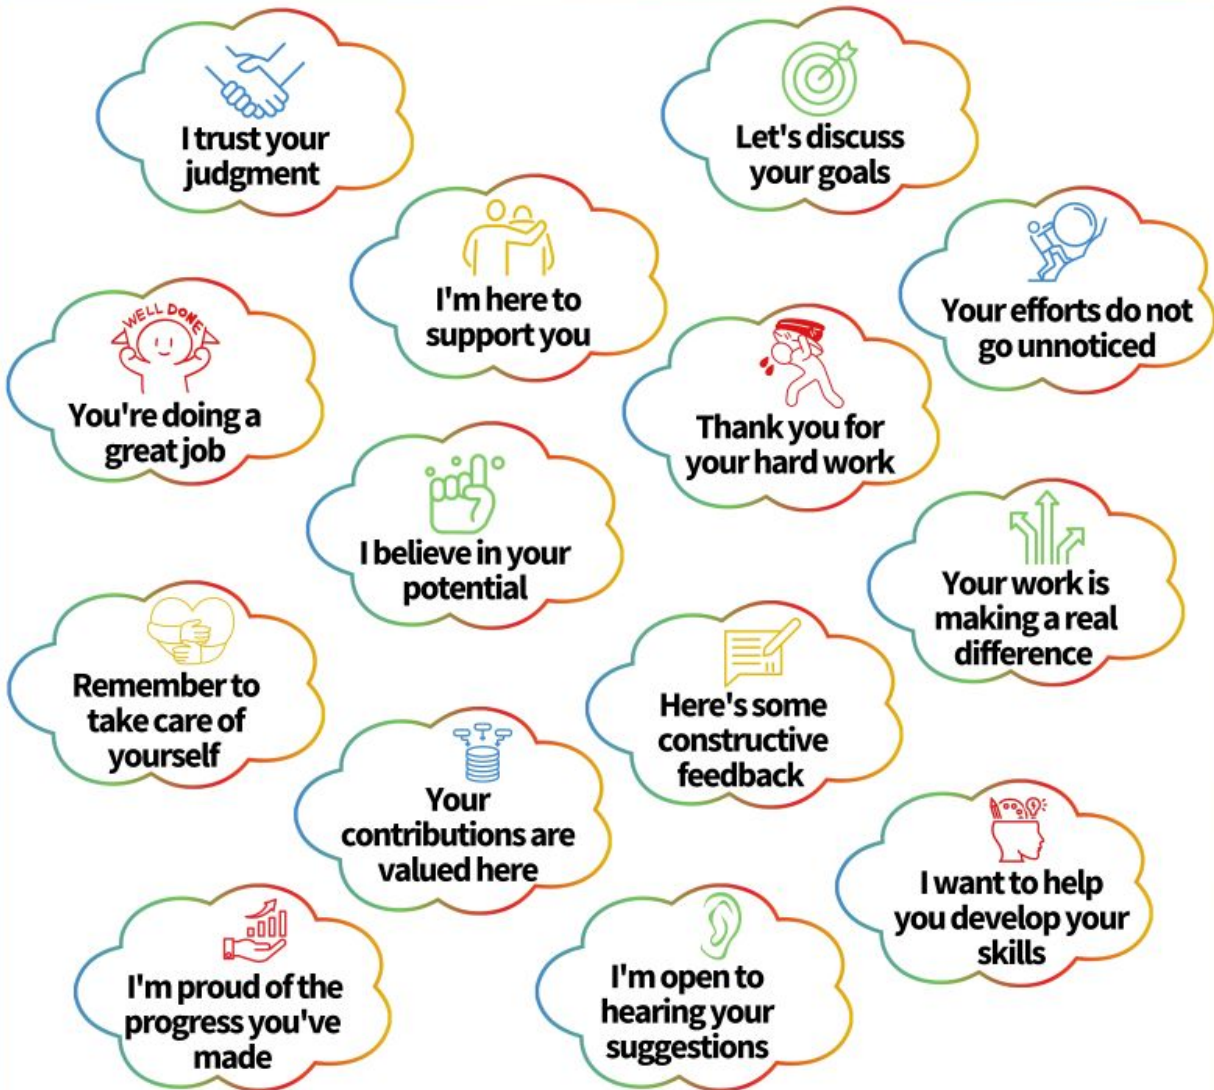 I trust your
judgment
Let's discuss
your goals
I'm here to
support you
Your efforts do not
go unnoticed
WELL DONE
You're doing a
great job
Thank you for
your hard work
I believe in your
potential
Your work is
making a real
difference
Remember to
take care of
yourself
Here's some
constructive
feedback
Your
contributions are
valued here
I want to help
you develop your
skills
I'm proud of the
progress you've
made
I'm open to
hearing your
suggestions